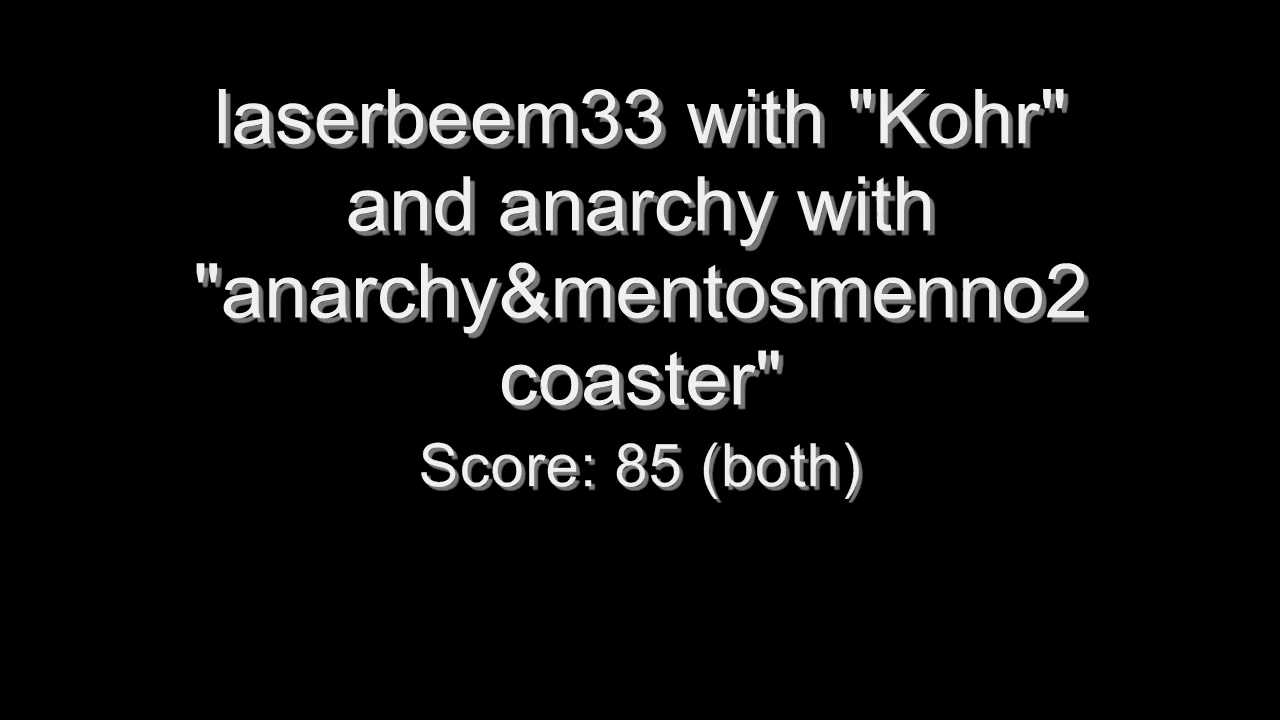 laserbeem33 with "Kohr"
and anarchy with
"anarchy&mentosmenno2
coaster"
Score: 85 (both)